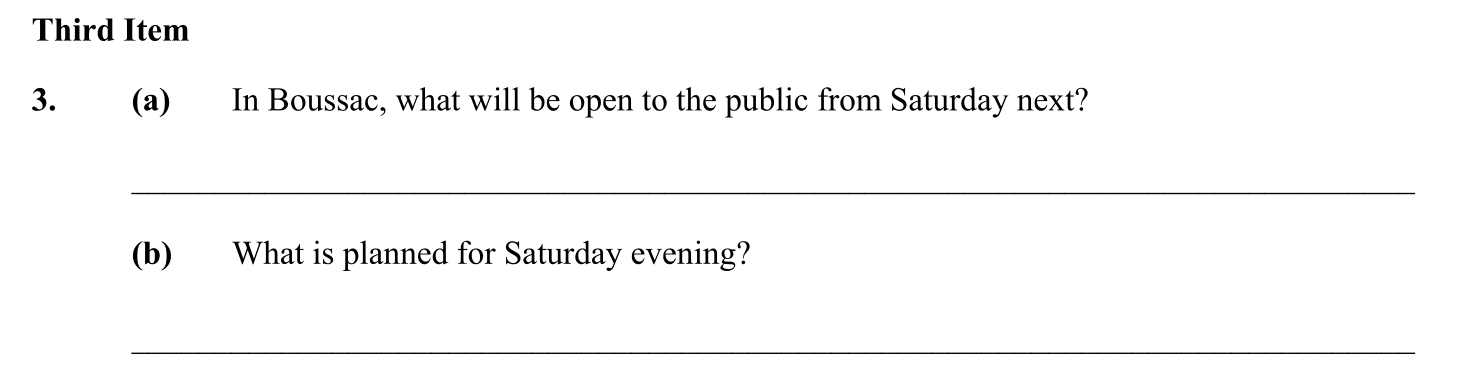 Third Item
3. (a) In Boussac, what will be open to the public from Saturday next?
(b) What is planned for Saturday evening?